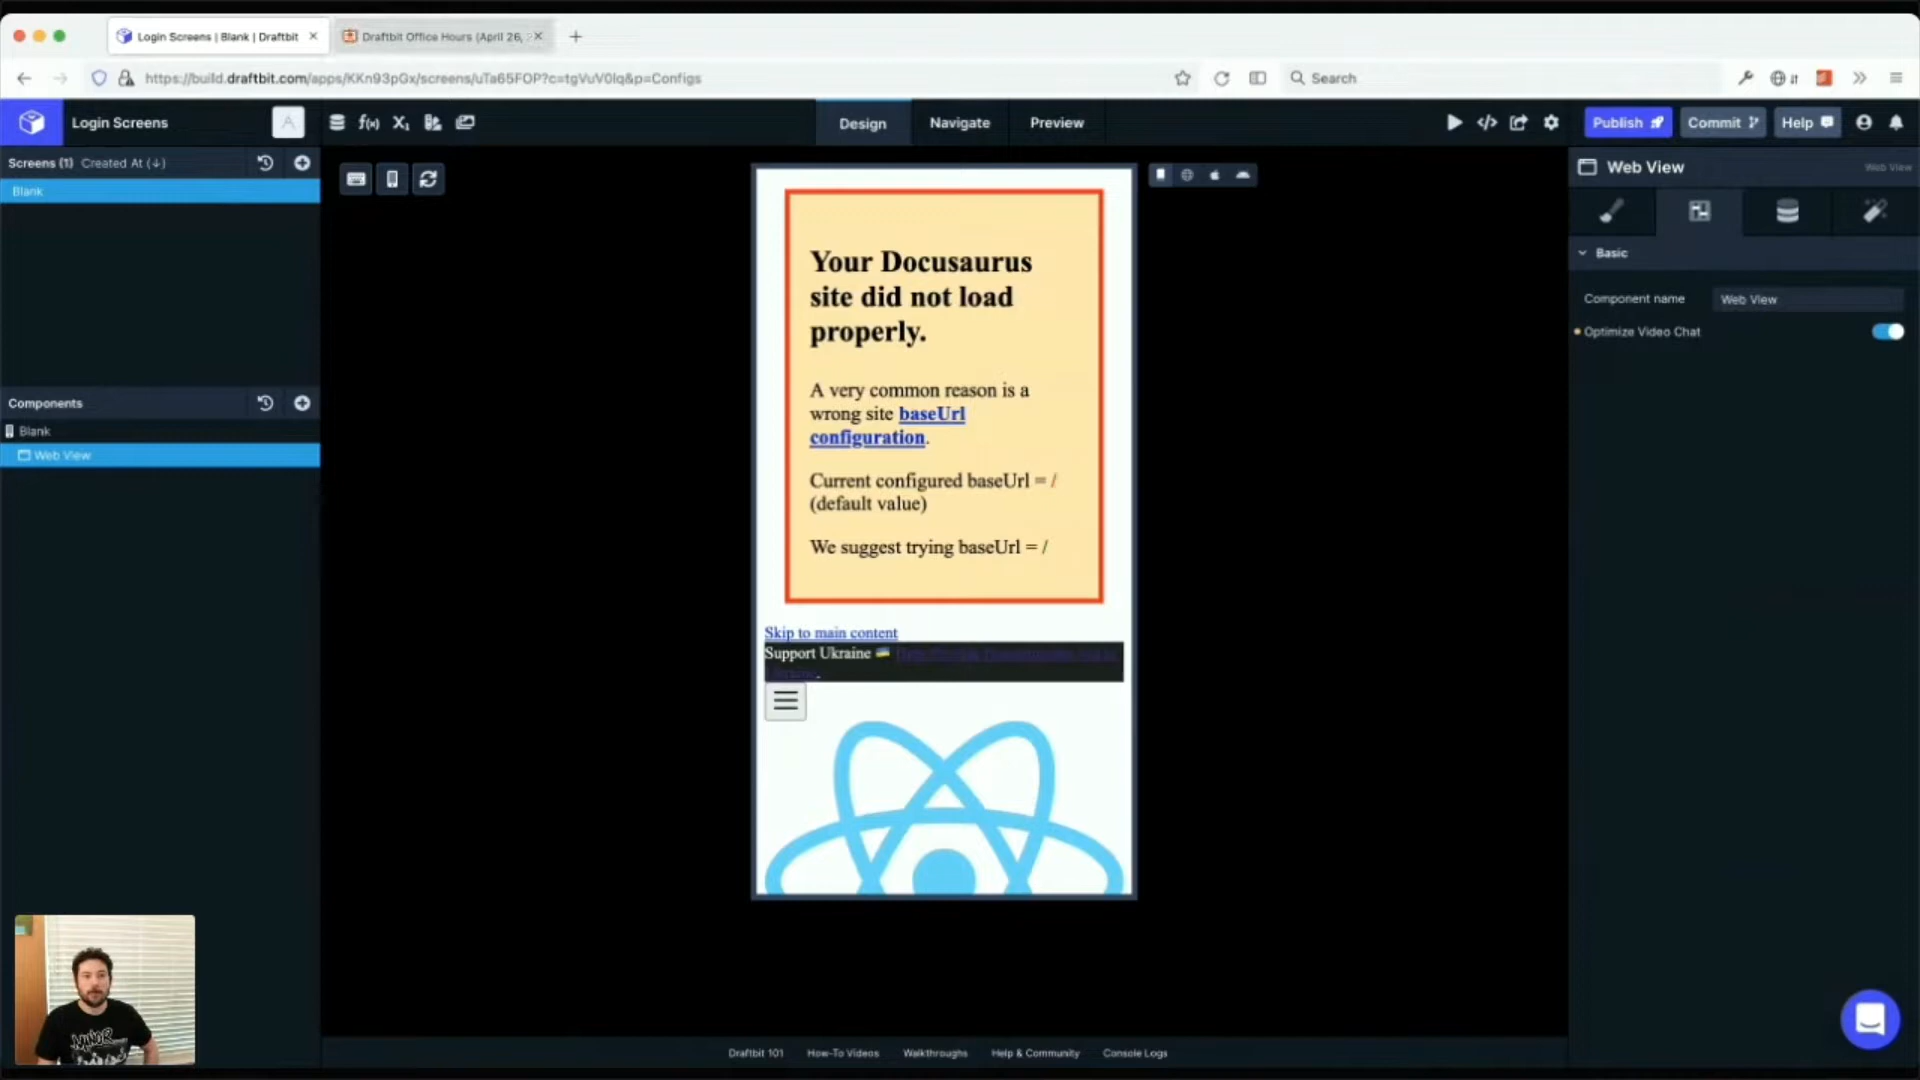 Login Screens | Blank | Draftbit
Draftbit Office Hours (April 26,
https://build.draftbit.com/apps/KKn93pGx/screens/uTa65FOP?c=tgVuV0lq&p=Configs
Search
Login Screens
A
f(x)
X₁
Design
Navigate
Preview
Publish
Commit
Help
Screens (1) Created At (↓)
Blank
Components
Blank
Web View
Your Docusaurus
site did not load
properly.
A very common reason is a
wrong site baseUrl
configuration.
Current configured baseUrl = /
(default value)
We suggest trying baseUrl = /
Skip to main content
Support Ukraine
Web View
Web View
Basic
Component name
Web View
Optimize Video Chat
Draftbit 101
How-To Videos
Walkthroughs
Help & Community
Console Logs